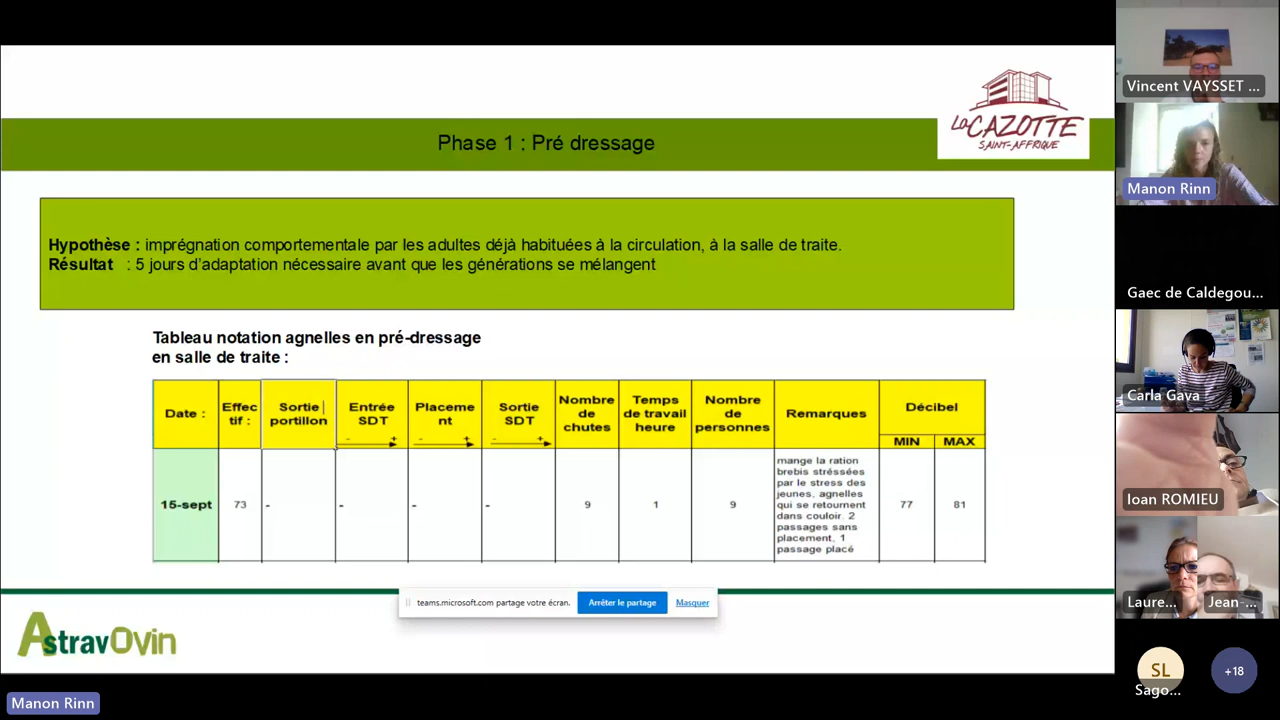 Phase 1 : Pré dressage
La CAZOTTE
SAINT-AFFRIQUE
Hypothèse : imprégnation comportementale par les adultes déjà habituées à la circulation, à la salle de traite.
Résultat : 5 jours d'adaptation nécessaire avant que les générations se mélangent
Tableau notation agnelles en pré-dressage
en salle de traite :
Date :
Effec
tif :
Sortie
portillon
Entrée
SDT
- +
Placeme
nt
- +
Sortie
SDT
- +
Nombre
de
chutes
Temps
de travail
heure
Nombre
de
personnes
Remarques
Décibel
MIN MAX
15-sept 73 - - - - 9 1 9
mange la ration
brebis stréssées
par le stress des
jeunes, agnelles
qui se retournent
dans couloir. 2
passages sans
placement, 1
passage placé
77 81
teams.microsoft.com partage votre écran. Arrêter le partage Masquer
AstravOvin
Manon Rinn
Vincent VAYSSET ...
Manon Rinn
Gaec de Caldegou...
Carla Gava
Ioan ROMIEU
Laure... Jean-...
SL
Sago...
+18